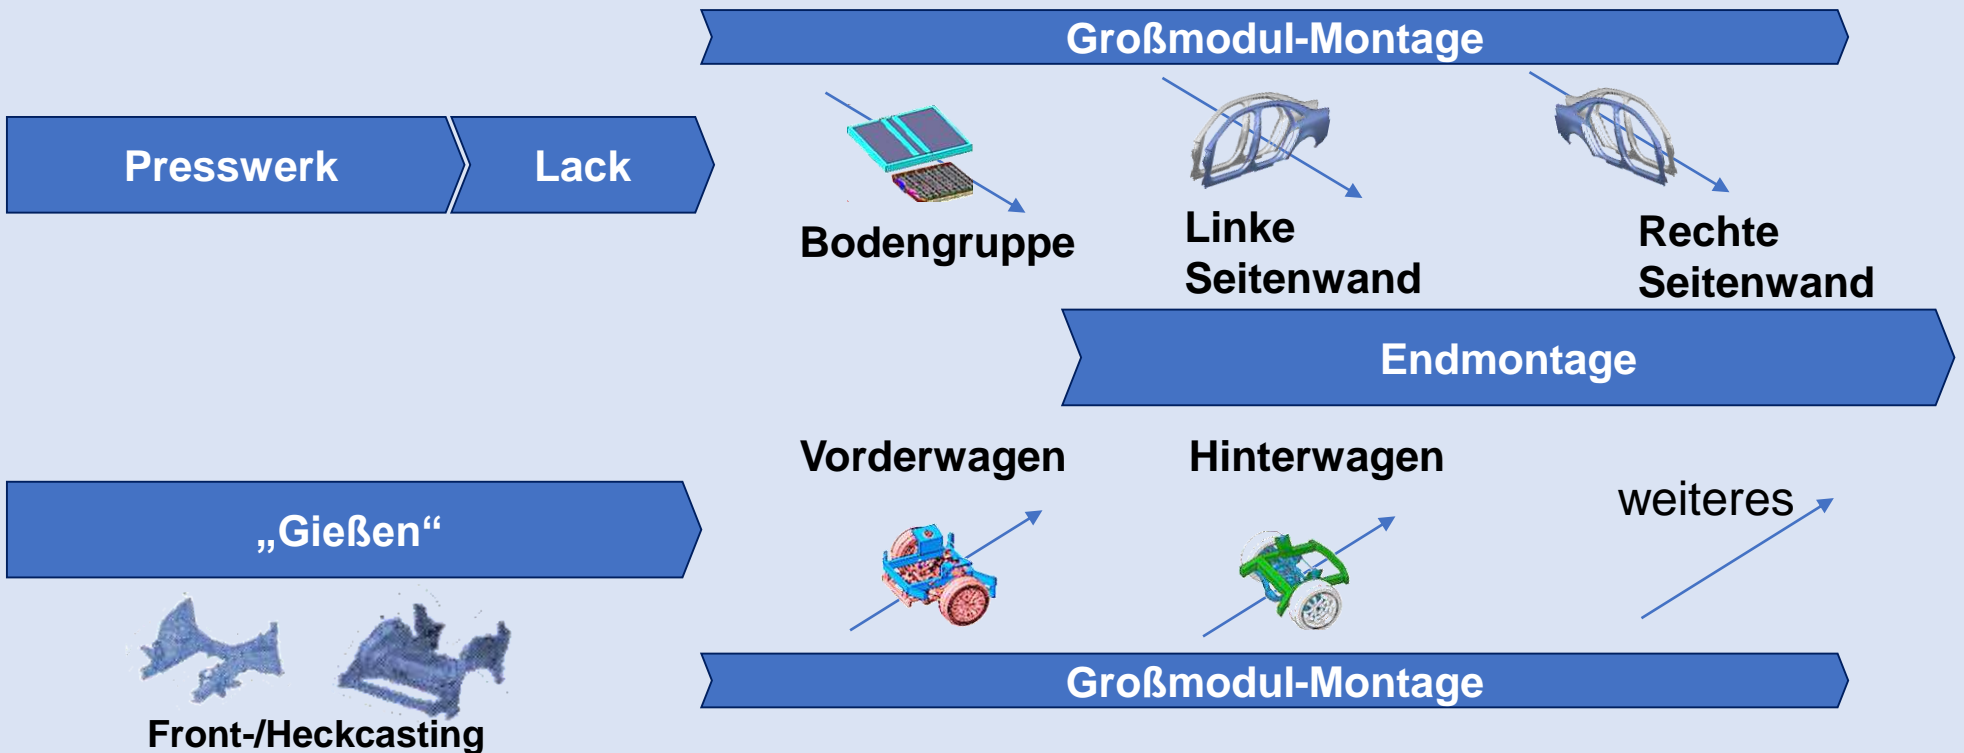 Großmodul-Montage
Presswerk
Lack
Bodengruppe
Linke
Seitenwand
Rechte
Seitenwand
Endmontage
Vorderwagen
Hinterwagen
weiteres
„Gießen“
Großmodul-Montage
Front-/Heckcasting